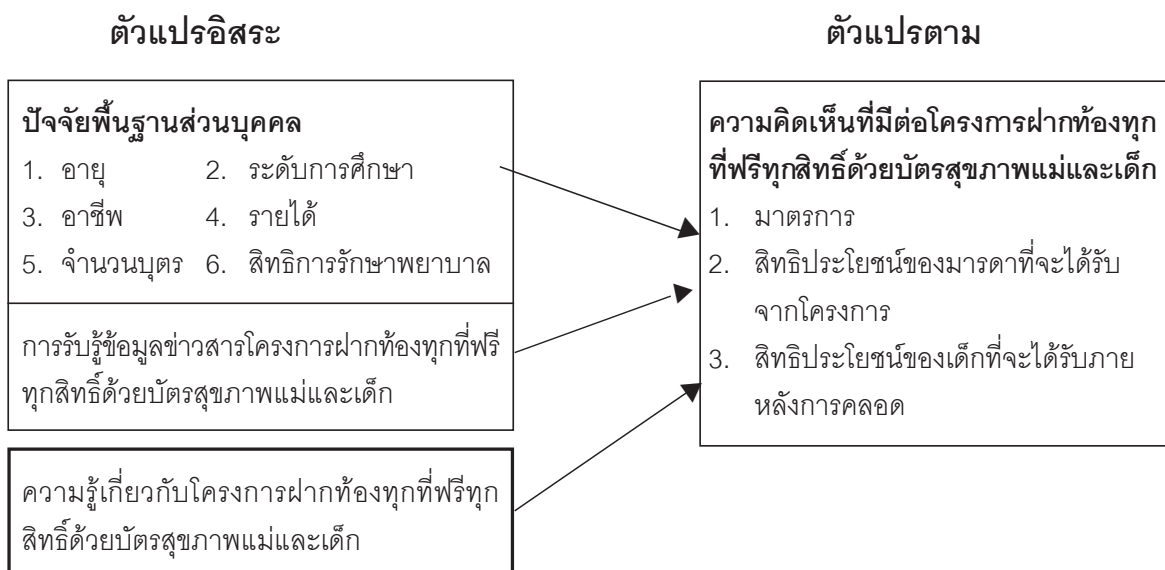 ตัวแปรอิสระ
ปัจจัยพื้นฐานส่วนบุคคล
1. อายุ 2. ระดับการศึกษา
3. อาชีพ 4. รายได้
5. จำนวนบุตร 6. สิทธิการรักษาพยาบาล
การรับรู้ข้อมูลข่าวสารโครงการฝากท้องทุกที่ฟรี
ทุกสิทธิ์ด้วยบัตรสุขภาพแม่และเด็ก
ความรู้เกี่ยวกับโครงการฝากท้องทุกที่ฟรีทุก
สิทธิ์ด้วยบัตรสุขภาพแม่และเด็ก
ตัวแปรตาม
ความคิดเห็นที่มีต่อโครงการฝากท้องทุก
ที่ฟรีทุกสิทธิ์ด้วยบัตรสุขภาพแม่และเด็ก
1. มาตรการ
2. สิทธิประโยชน์ของมารดาที่จะได้รับ
จากโครงการ
3. สิทธิประโยชน์ของเด็กที่จะได้รับภาย
หลังการคลอด